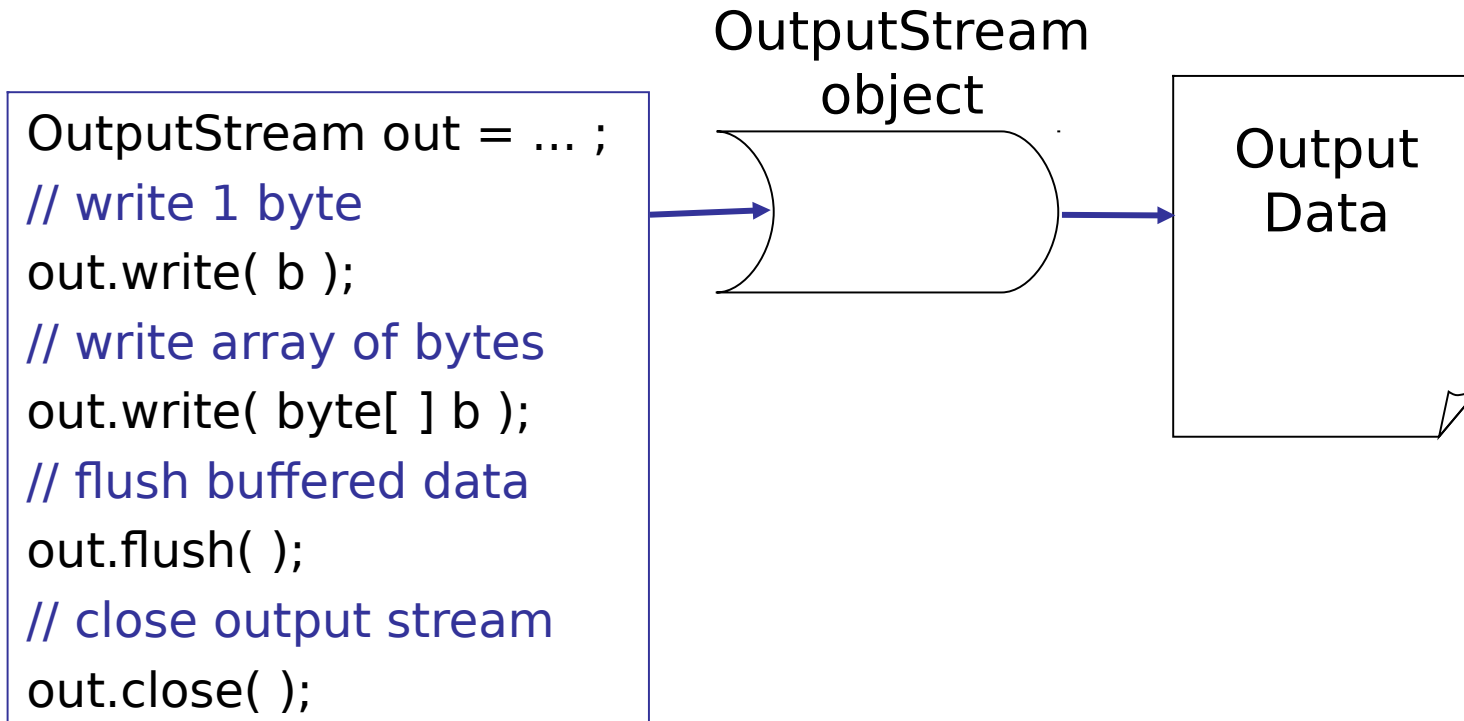 OutputStream
object
OutputStream out = ... ;
// write 1 byte
out.write( b );
// write array of bytes
out.write( byte[ ] b );
// flush buffered data
out.flush( );
// close output stream
out.close( );
Output
Data